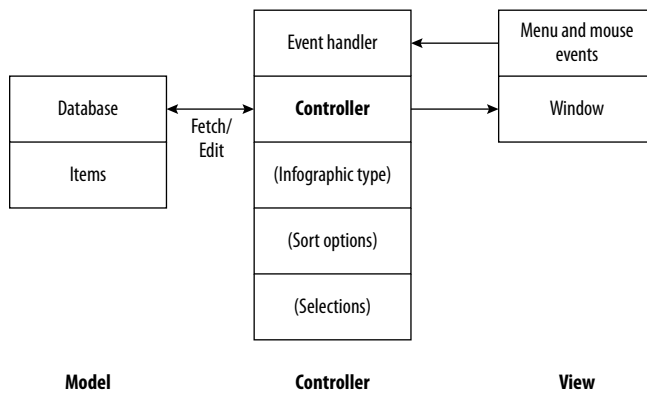 Event handler
Menu and mouse
events
Database
Controller
Window
Fetch/
Edit
Items
(Infographic type)
(Sort options)
(Selections)
Model
Controller
View